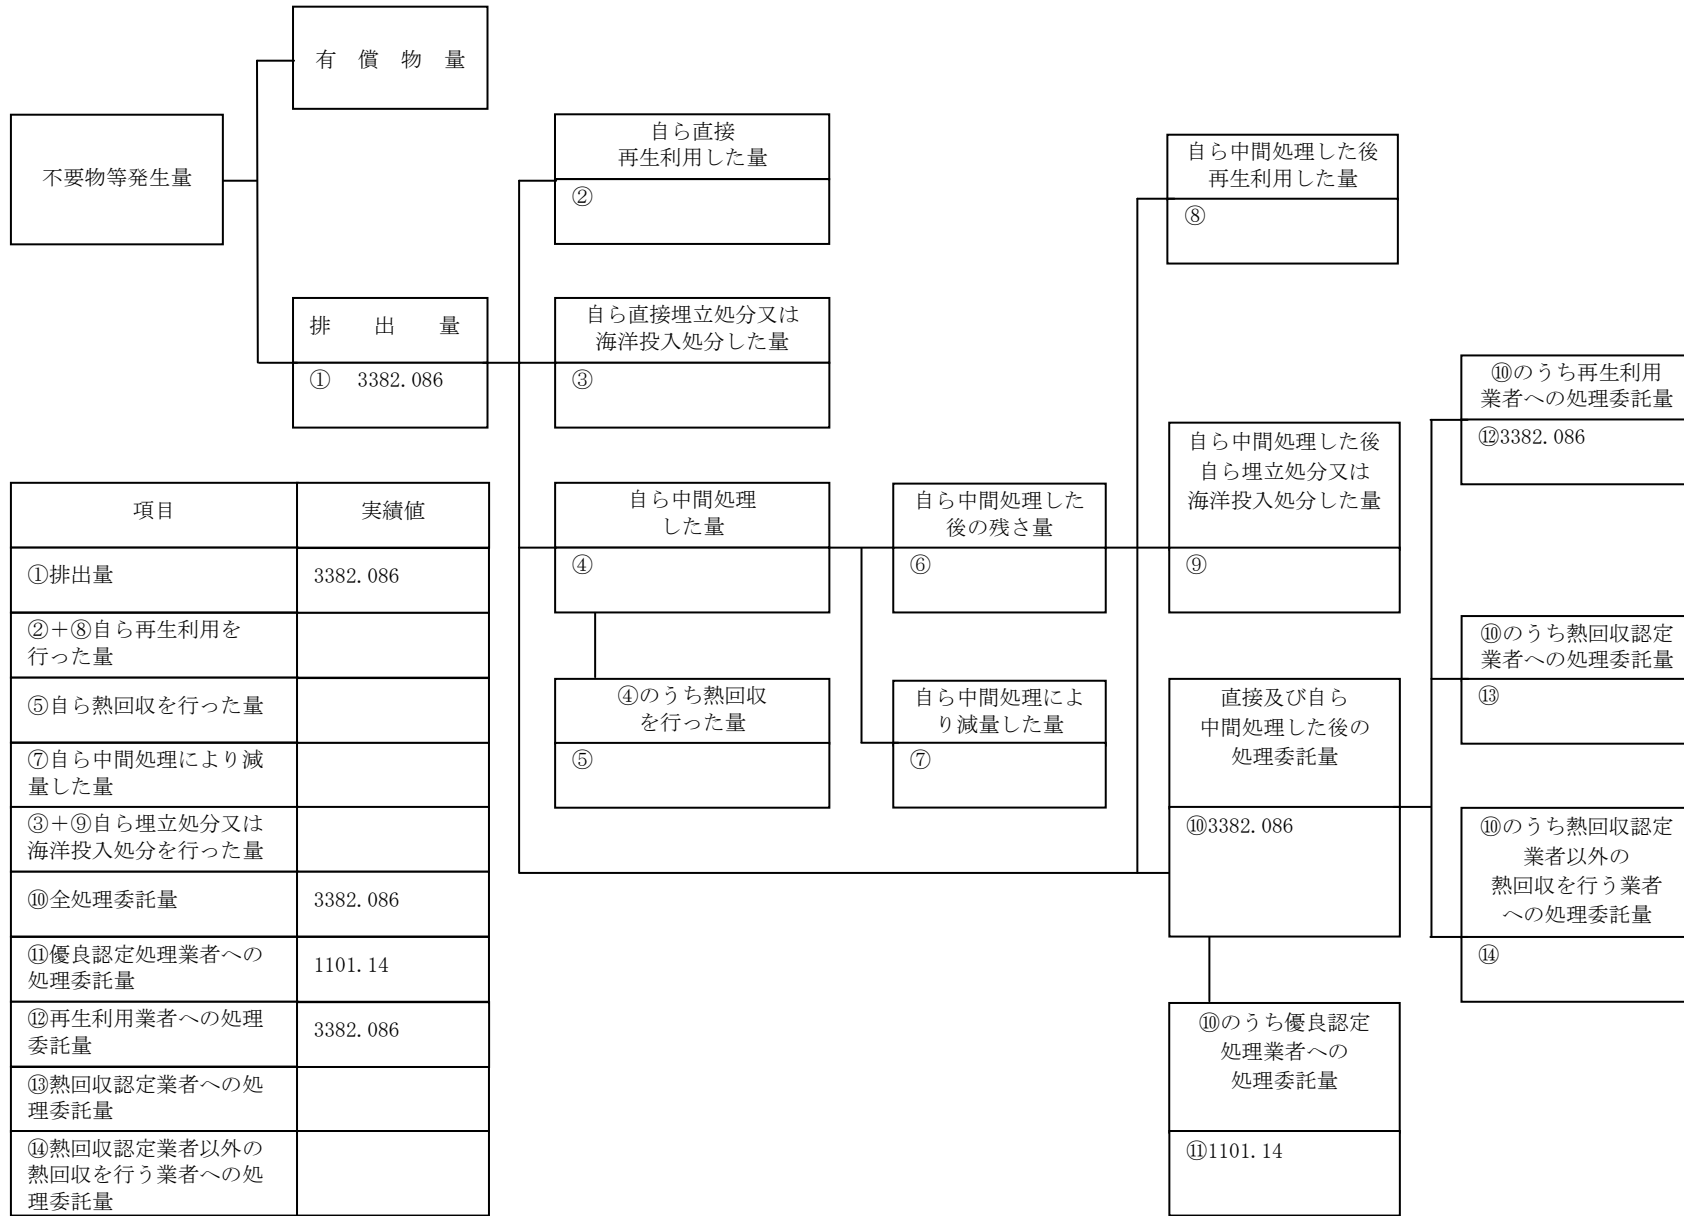 有　償　物　量
不要物等発生量
排　出　量
①　3382.086
自ら直接
再生利用した量
②
自ら直接埋立処分又は
海洋投入処分した量
③
自ら中間処理
した量
④
④のうち熱回収
を行った量
⑤
自ら中間処理した
後の残さ量
⑥
自ら中間処理によ
り減量した量
⑦
自ら中間処理した後
再生利用した量
⑧
自ら中間処理した後
自ら埋立処分又は
海洋投入処分した量
⑨
直接及び自ら
中間処理した後の
処理委託量
⑩3382.086
⑩のうち優良認定
処理業者への
処理委託量
⑪1101.14
⑩のうち再生利用
業者への処理委託量
⑫3382.086
⑩のうち熱回収認定
業者への処理委託量
⑬
⑩のうち熱回収認定
業者以外の
熱回収を行う業者
への処理委託量
⑭
項目　実績値
①排出量　3382.086
②＋⑧自ら再生利用を
行った量
⑤自ら熱回収を行った量
⑦自ら中間処理により減
量した量
③＋⑨自ら埋立処分又は
海洋投入処分を行った量
⑩全処理委託量　3382.086
⑪優良認定処理業者への
処理委託量　1101.14
⑫再生利用業者への処理
委託量　3382.086
⑬熱回収認定業者への処
理委託量
⑭熱回収認定業者以外の
熱回収を行う業者への処
理委託量